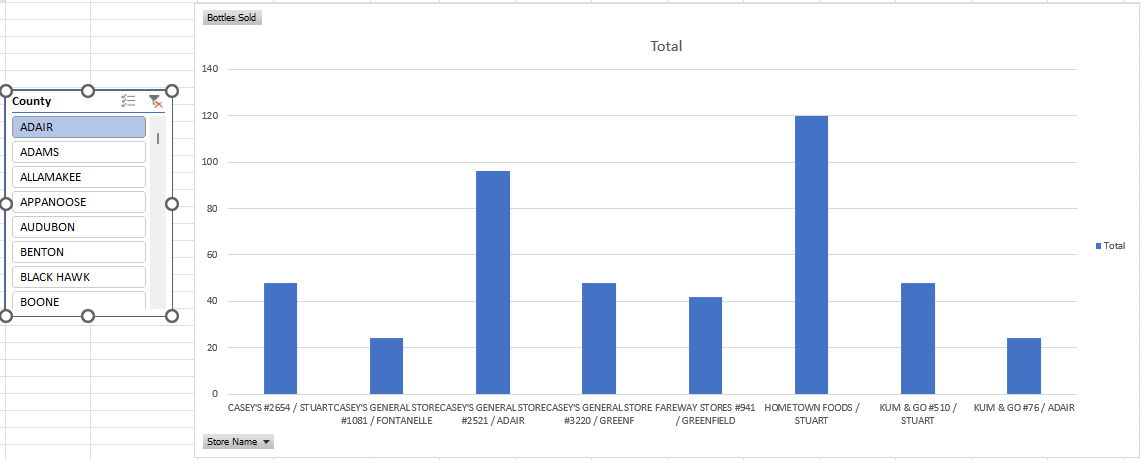 County
ADAIR
ADAMS
ALLAMAKEE
APPANOOSE
AUDUBON
BENTON
BLACK HAWK
BOONE
Bottles Sold
Total
140
120
100
80
60
40
20
0
CASEY'S #2654 / STUART
CASEY'S GENERAL STORE
#1081 / FONTANELLE
CASEY'S GENERAL STORE
#2521 / ADAIR
CASEY'S GENERAL STORE
#3220 / GREENF
FAREWAY STORES #941
/ GREENFIELD
HOMETOWN FOODS /
STUART
KUM & GO #510 /
STUART
KUM & GO #76 / ADAIR
Total
Store Name